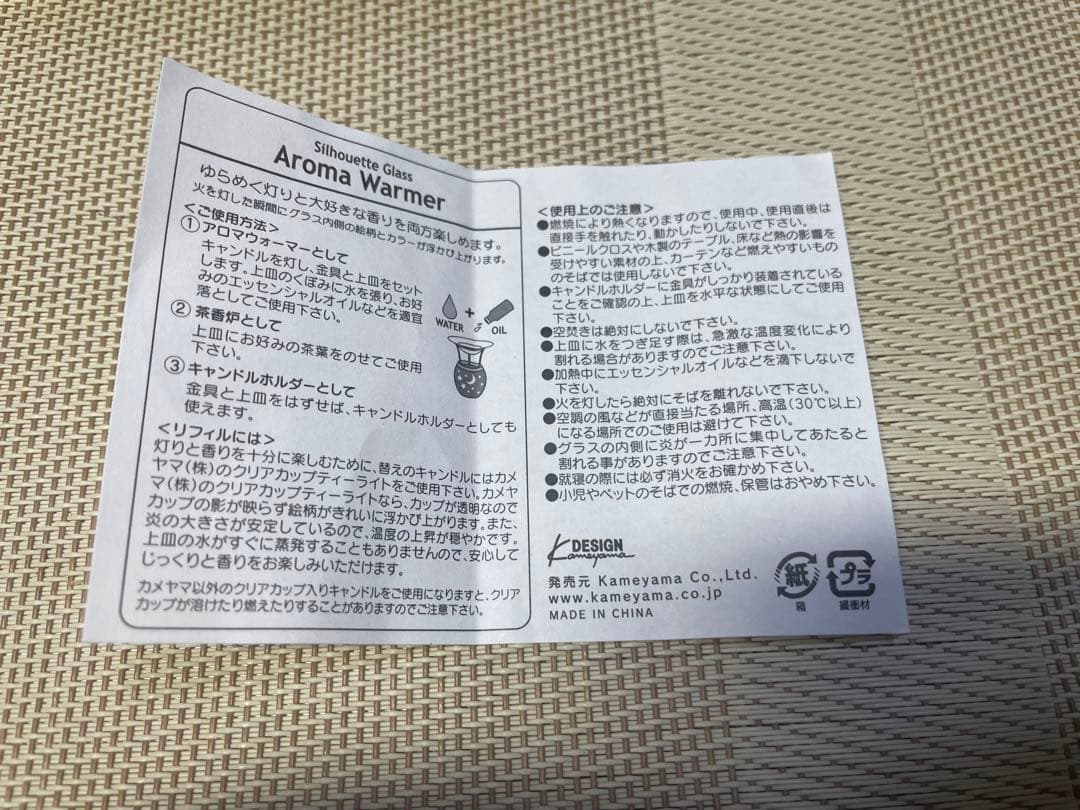 Silhouette Glass
Aroma Warmer
ゆらめく灯りと大好きな香りを両方楽しめます。
火を灯した瞬間にグラス内側の絵柄とカラーが浮かび上がります。
<ご使用方法>
① アロマウォーマーとして
キャンドルを灯し、金具と上皿をセット
します。上皿のくぼみに水を張り、お好
みのエッセンシャルオイルなどを適宜
落としてご使用下さい。
WATER + OIL
② 茶香炉として
上皿にお好みの茶葉をのせてご使用
下さい。
③ キャンドルホルダーとして
金具と上皿をはずせば、キャンドルホルダーとしても
使えます。
<リフィルには>
灯りと香りを十分に楽しむために、替えのキャンドルにはカメ
ヤマ(株)のクリアカップティーライトをご使用下さい。カメヤ
マ(株)のクリアカップティーライトなら、カップが透明なので
カップの影が映らず絵柄がきれいに浮かび上がります。また、
炎の大きさが安定しているので、温度の上昇が穏やかです。
上皿の水がすぐに蒸発することもありませんので、安心して
じっくりと香りをお楽しみいただけます。
カメヤマ以外のクリアカップ入りキャンドルをご使用になりますと、クリア
カップが溶けたり燃えたりすることがありますのでご注意下さい。
<使用上のご注意>
●燃焼により熱くなりますので、使用中、使用直後は
直接手を触れたり、動かしたりしないで下さい。
●ビニールクロスや木製のテーブル、床など熱の影響を
受けやすい素材の上、カーテンなど燃えやすいもの
のそばでは使用しないで下さい。
●キャンドルホルダーに金具がしっかり装着されている
ことをご確認の上、上皿を水平な状態にしてご使用
下さい。
●空焚きは絶対にしないで下さい。
●上皿に水をつぎ足す際は、急激な温度変化により
割れる場合がありますのでご注意下さい。
●加熱中にエッセンシャルオイルなどを滴下しないで
下さい。
●火を灯したら絶対にそばを離れないで下さい。
●空調の風などが直接当たる場所、高温(30℃以上)
になる場所でのご使用は避けて下さい。
●グラスの内側に炎が一カ所に集中してあたると
割れる事がありますのでご注意下さい。
●就寝の際には必ず消火をお確かめ下さい。
●小児やペットのそばでの燃焼、保管はおやめ下さい。
K DESIGN
Kameyama
発売元 Kameyama Co.,Ltd.
www.kameyama.co.jp
MADE IN CHINA
紙
箱
プラ
緩衝材